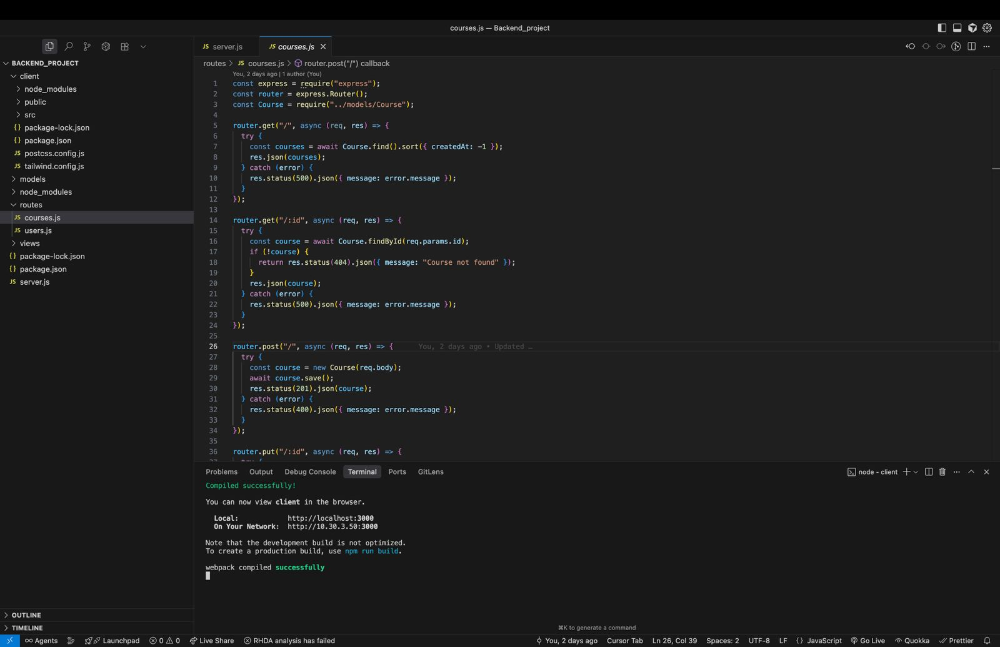 courses.js — Backend_project
BACKEND_PROJECT
client
node_modules
public
src
{} package-lock.json
{} package.json
JS postcss.config.js
JS tailwind.config.js
models
node_modules
routes
JS courses.js
JS users.js
views
{} package-lock.json
{} package.json
JS server.js
OUTLINE
TIMELINE
JS server.js
JS courses.js
routes > JS courses.js > router.post("/") callback
You, 2 days ago | 1 author (You)
1 const express = require("express");
2 const router = express.Router();
3 const Course = require("../models/Course");
4
5 router.get("/", async (req, res) => {
6 try {
7 const courses = await Course.find().sort({ createdAt: -1 });
8 res.json(courses);
9 } catch (error) {
10 res.status(500).json({ message: error.message });
11 }
12 });
13
14 router.get("/:id", async (req, res) => {
15 try {
16 const course = await Course.findById(req.params.id);
17 if (!course) {
18 return res.status(404).json({ message: "Course not found" });
19 }
20 res.json(course);
21 } catch (error) {
22 res.status(500).json({ message: error.message });
23 }
24 });
25
26 router.post("/", async (req, res) => { You, 2 days ago • Updated …
27 try {
28 const course = new Course(req.body);
29 await course.save();
30 res.status(201).json(course);
31 } catch (error) {
32 res.status(400).json({ message: error.message });
33 }
34 });
35
36 router.put("/:id", async (req, res) => {
37 try {
Problems Output Debug Console Terminal Ports GitLens
node - client
Compiled successfully!
You can now view client in the browser.
Local: http://localhost:3000
On Your Network: http://10.30.3.50:3000
Note that the development build is not optimized.
To create a production build, use npm run build.
webpack compiled successfully
⌘K to generate a command
Agents Launchpad 0 0 Live Share RHDA analysis has failed You, 2 days ago Cursor Tab Ln 26, Col 39 Spaces: 2 UTF-8 LF {} JavaScript Go Live Quokka Prettier